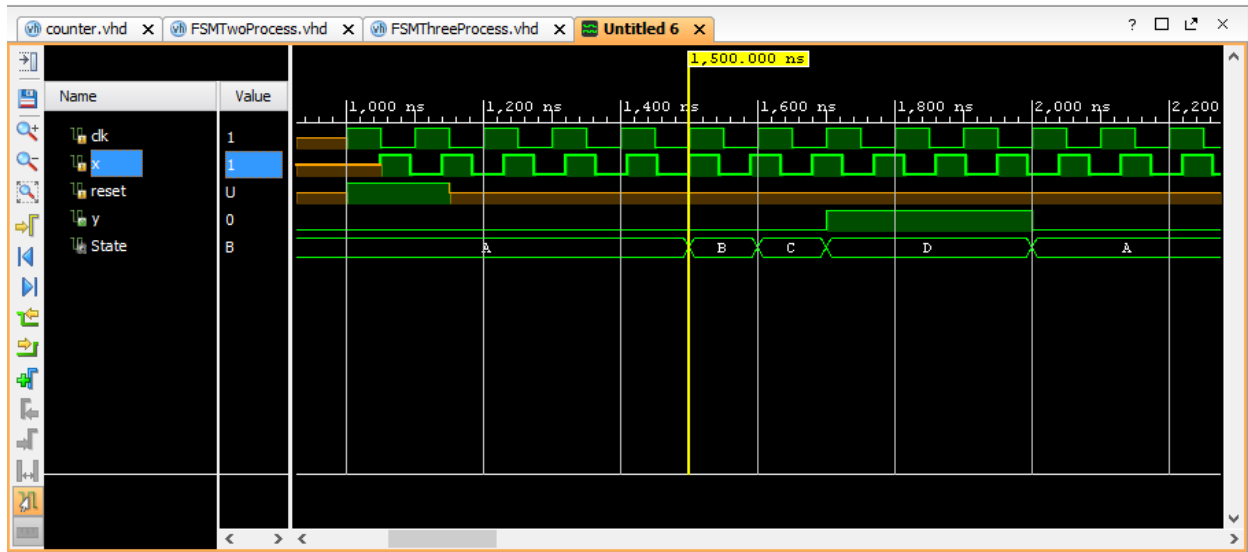 counter.vhd FSMTwoProcess.vhd FSMThreeProcess.vhd Untitled 6
1,500.000 ns
Name Value
1,000 ns 1,200 ns 1,400 ns 1,600 ns 1,800 ns 2,000 ns 2,200
clk 1
x 1
reset U
y 0
State B A B C D A